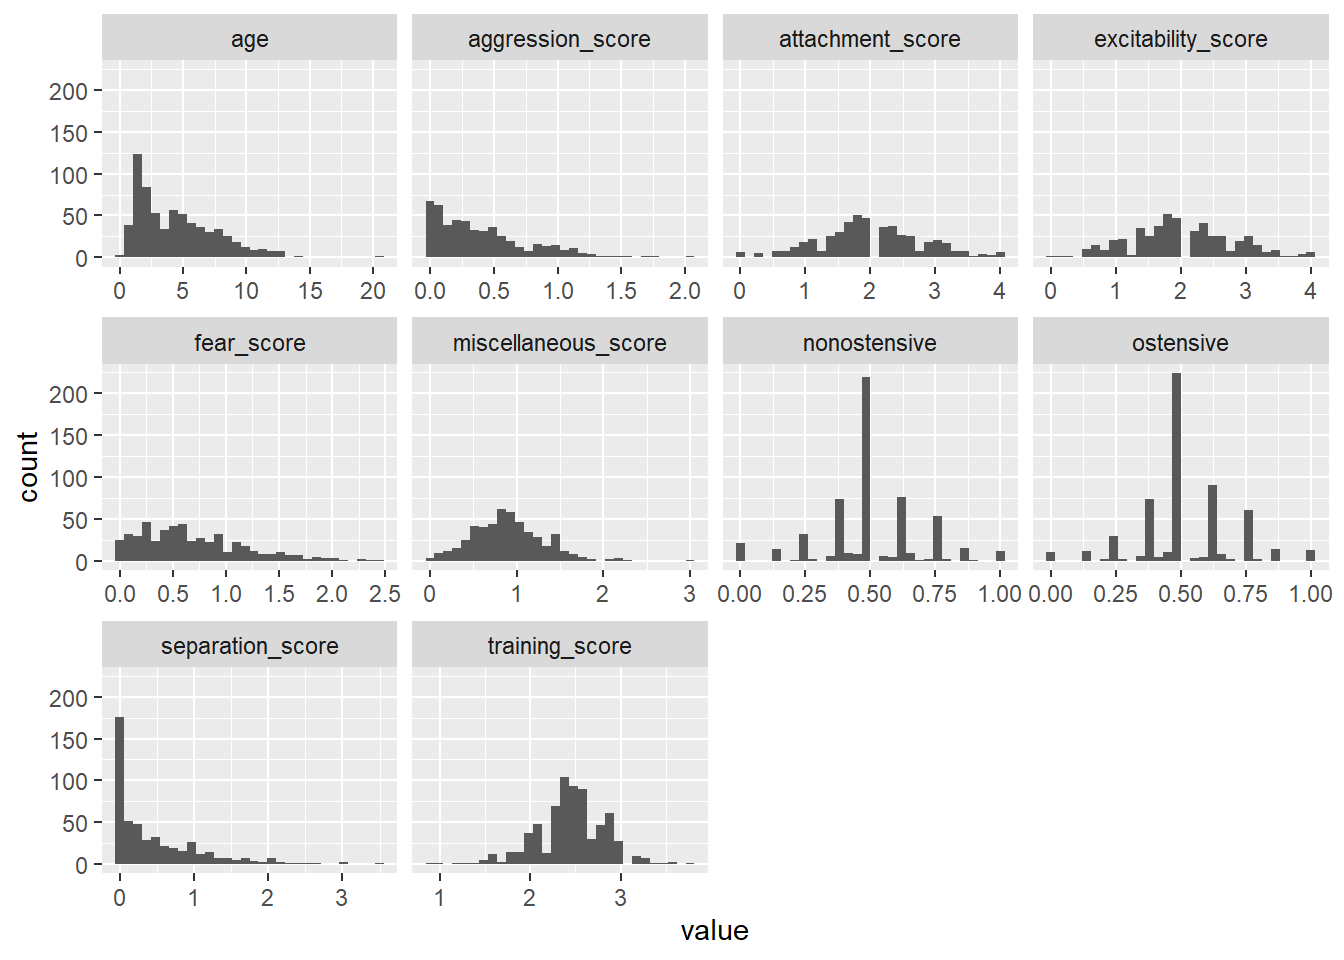 age aggression_score attachment_score excitability_score
200
150
100
50
0
0 5 10 15 20 0.0 0.5 1.0 1.5 2.0 0 1 2 3 4 0 1 2 3 4
fear_score miscellaneous_score nonostensive ostensive
200
150
100
50
0
0.0 0.5 1.0 1.5 2.0 2.5 0 1 2 3 0.00 0.25 0.50 0.75 1.00 0.00 0.25 0.50 0.75 1.00
count
separation_score training_score
200
150
100
50
0
0 1 2 3 1 2 3
value